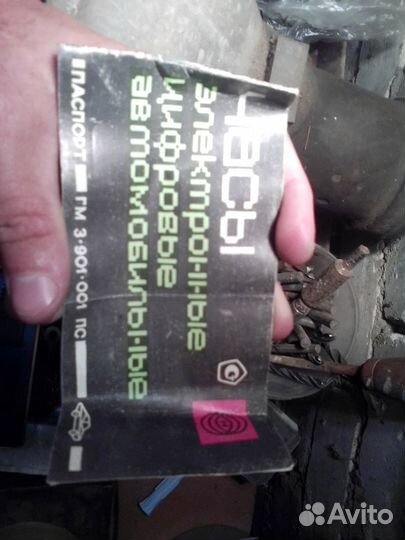 часы
электронные
цифровые
автомобильные
ПАСПОРТ ГМ 3·901·001 ПС
Avito